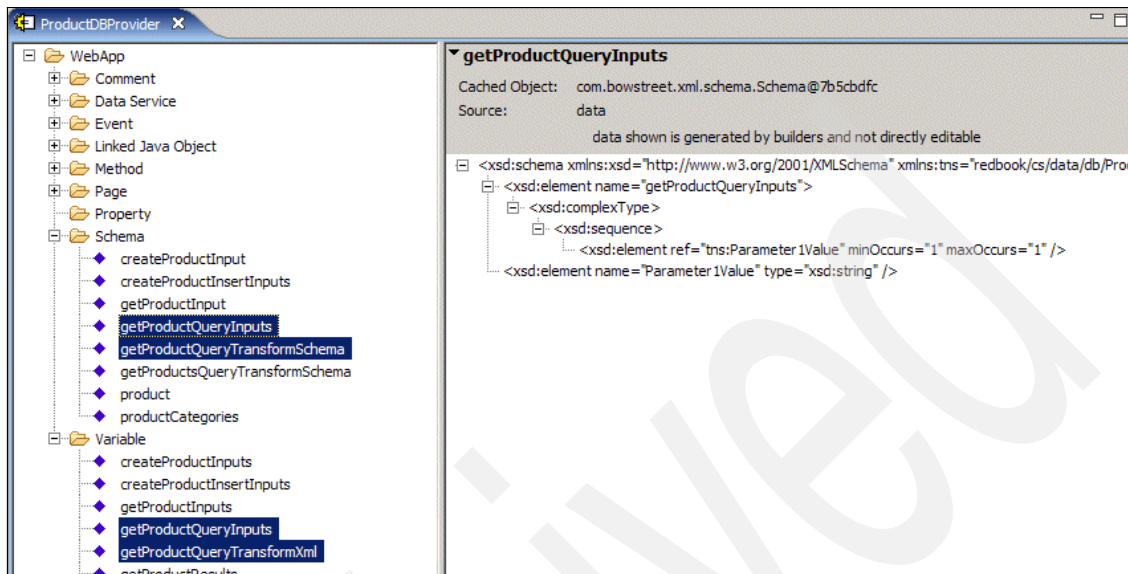 ProductDBProvider
WebApp
Comment
Data Service
Event
Linked Java Object
Method
Page
Property
Schema
createProductInput
createProductInsertInputs
getProductInput
getProductQueryInputs
getProductQueryTransformSchema
getProductsQueryTransformSchema
product
productCategories
Variable
createProductInputs
createProductInsertInputs
getProductInputs
getProductQueryInputs
getProductQueryTransformXml
getProductResults
getProductQueryInputs
Cached Object: com.bowstreet.xml.schema.Schema@7b5cbdfc
Source: data
data shown is generated by builders and not directly editable
<xsd:schema xmlns:xsd="http://www.w3.org/2001/XMLSchema" xmlns:tns="redbook/cs/data/db/Pro
<xsd:element name="getProductQueryInputs">
<xsd:complexType>
<xsd:sequence>
<xsd:element ref="tns:Parameter1Value" minOccurs="1" maxOccurs="1" />
<xsd:element name="Parameter1Value" type="xsd:string" />